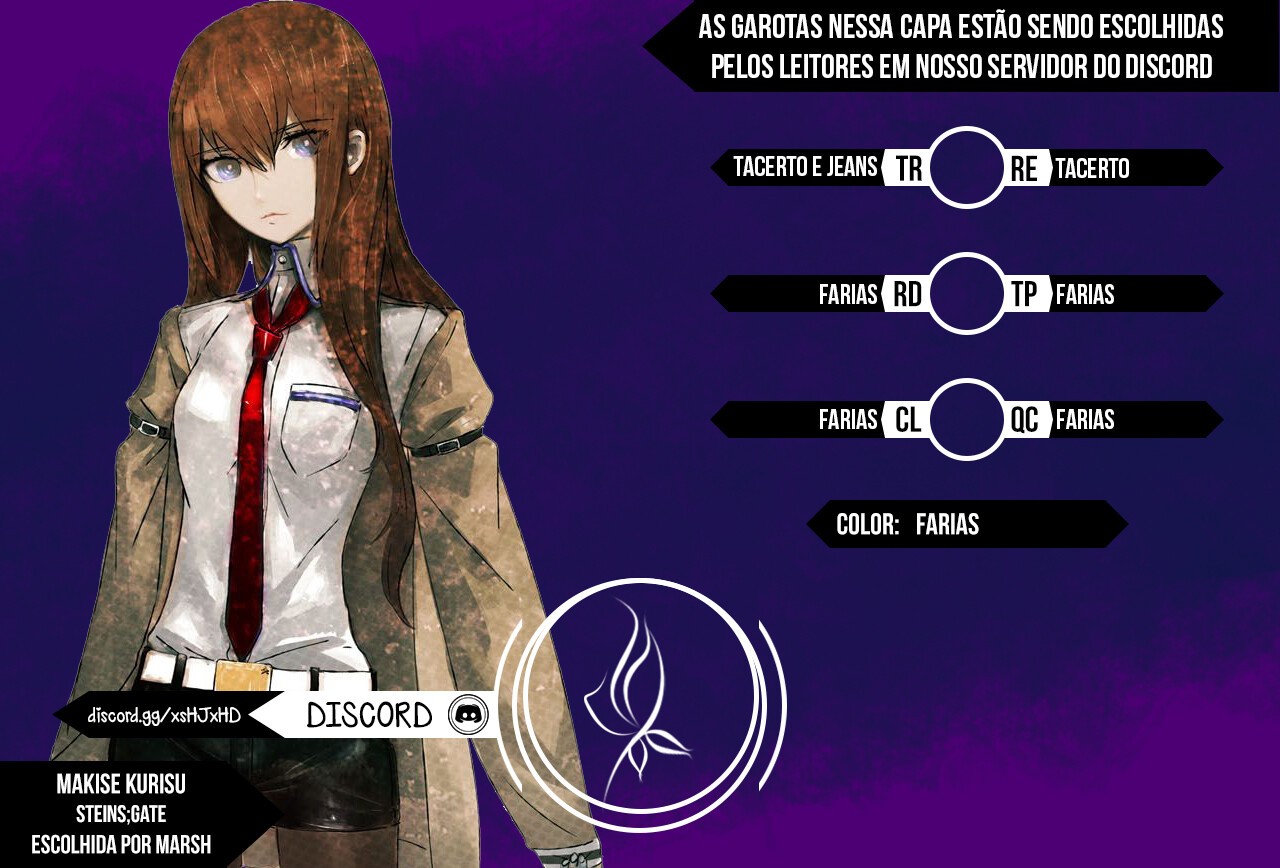 AS GAROTAS NESSA CAPA ESTÃO SENDO ESCOLHIDAS
PELOS LEITORES EM NOSSO SERVIDOR DO DISCORD
TACERTO E JEANS TR RE TACERTO
FARIAS RD TP FARIAS
FARIAS CL QC FARIAS
COLOR: FARIAS
discord.gg/xsHJxHD DISCORD
MAKISE KURISU
STEINS;GATE
ESCOLHIDA POR MARSH